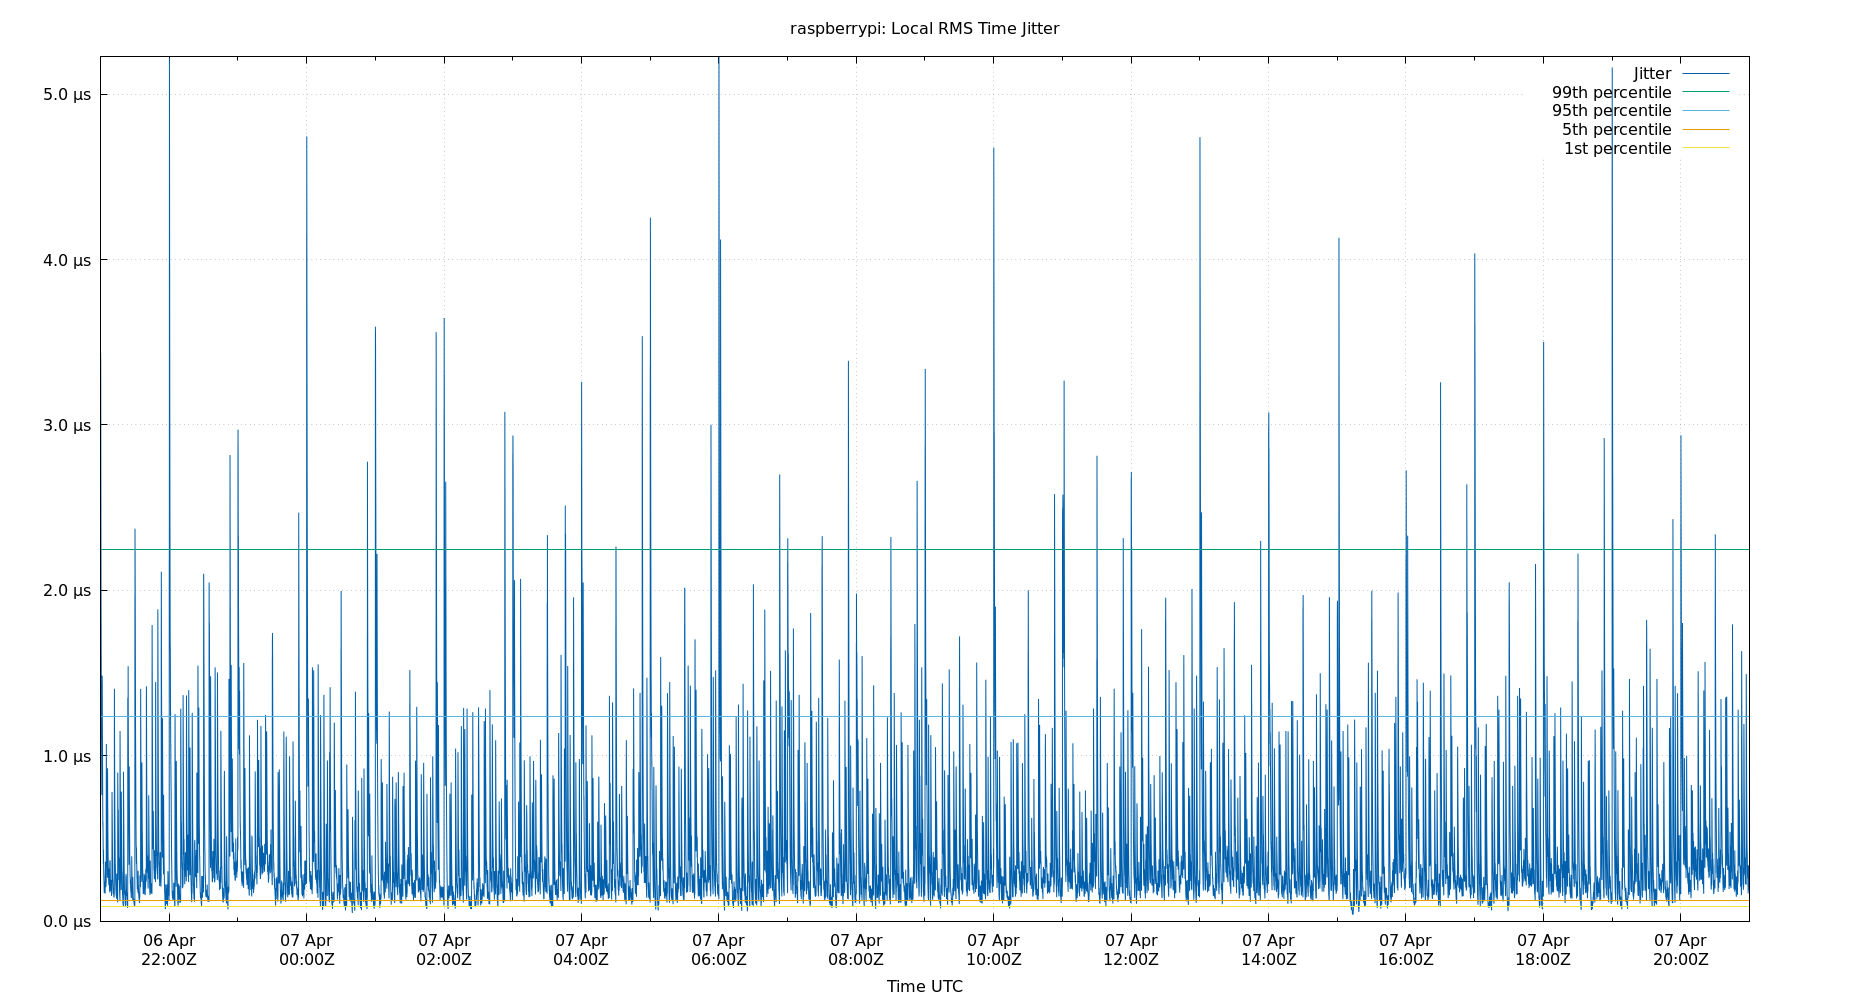 raspberrypi: Local RMS Time Jitter
Jitter
99th percentile
95th percentile
5th percentile
1st percentile
5.0 µs
4.0 µs
3.0 µs
2.0 µs
1.0 µs
0.0 µs
06 Apr 07 Apr 07 Apr 07 Apr 07 Apr 07 Apr 07 Apr 07 Apr 07 Apr 07 Apr 07 Apr 07 Apr
22:00Z 00:00Z 02:00Z 04:00Z 06:00Z 08:00Z 10:00Z 12:00Z 14:00Z 16:00Z 18:00Z 20:00Z
Time UTC